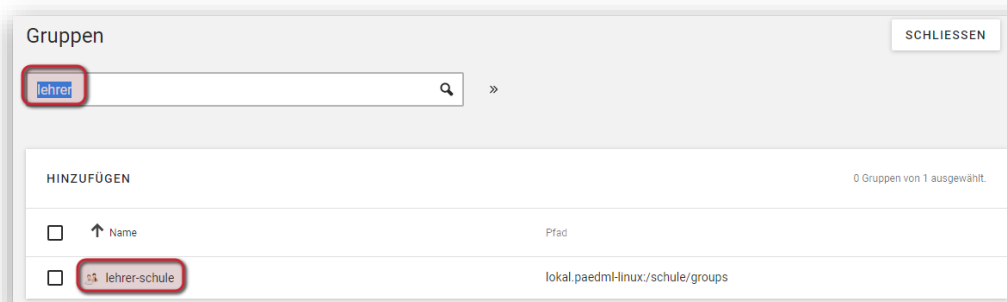 Gruppen SCHLIESSEN
lehrer »
HINZUFÜGEN 0 Gruppen von 1 ausgewählt.
Name Pfad
lehrer-schule lokal.paedml-linux:/schule/groups